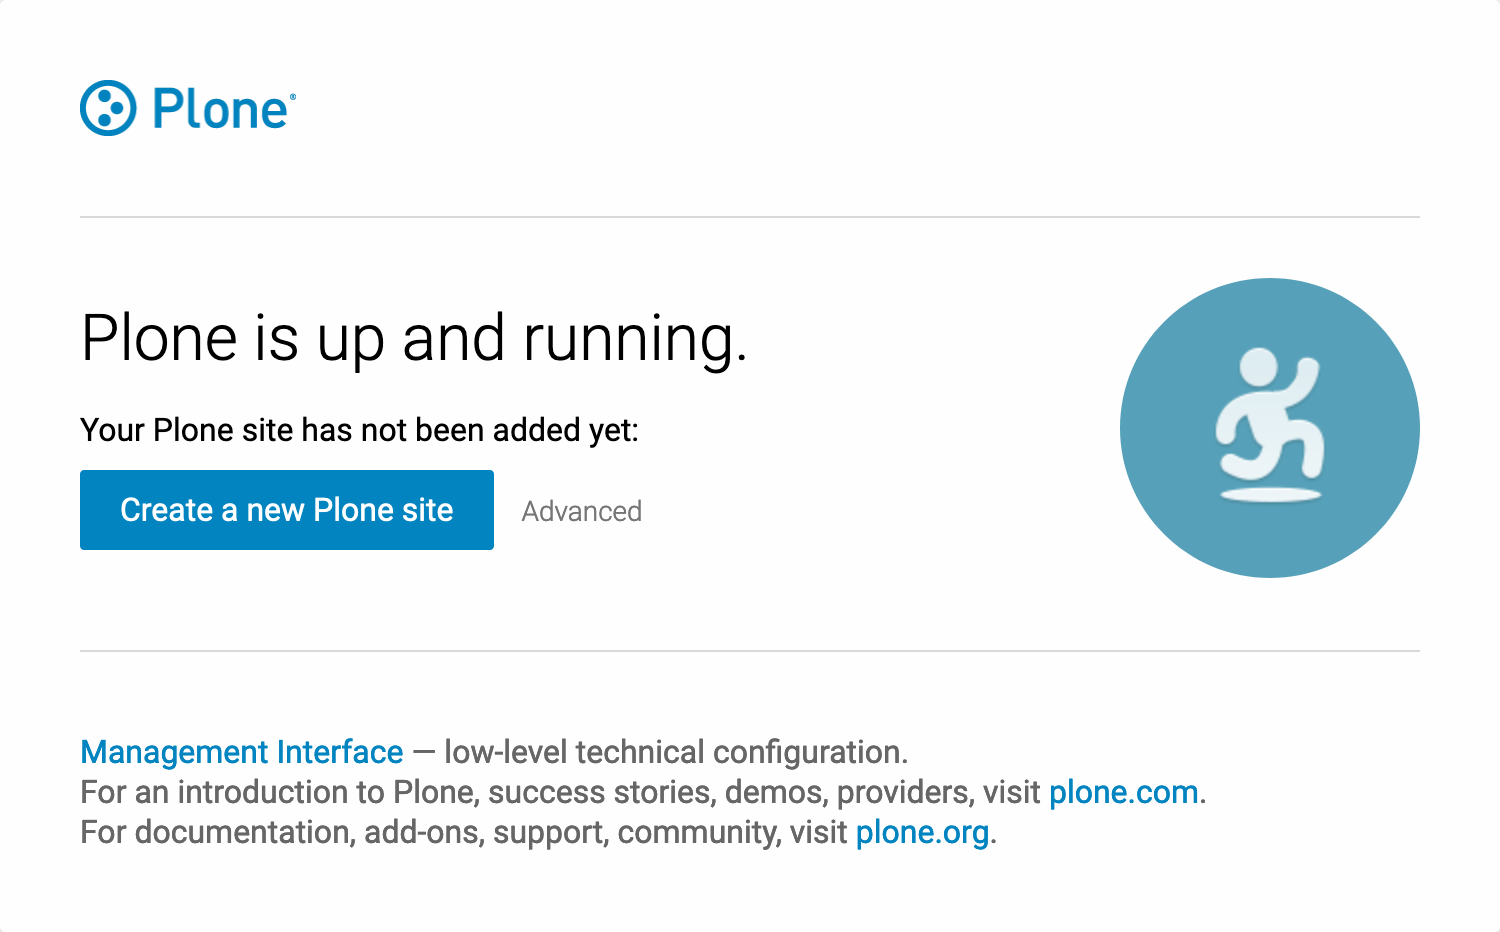 Plone®
Plone is up and running.
Your Plone site has not been added yet:
Create a new Plone site
Advanced
Management Interface — low-level technical configuration.
For an introduction to Plone, success stories, demos, providers, visit plone.com.
For documentation, add-ons, support, community, visit plone.org.